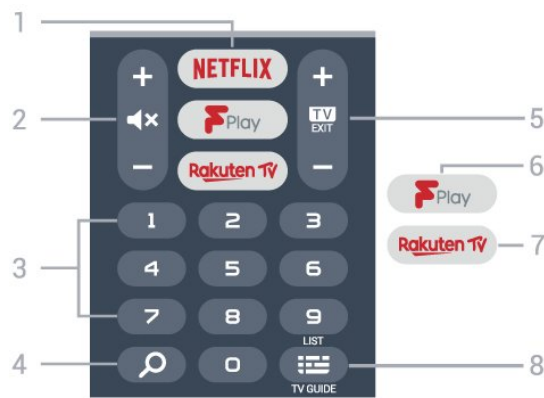 1
+
NETFLIX
+
2
TV
EXIT
5
F Play
–
Rakuten TV
–
6
F Play
7
Rakuten TV
3
1 2 3
4 5 6
7 8 9
LIST
4
0
8
TV GUIDE